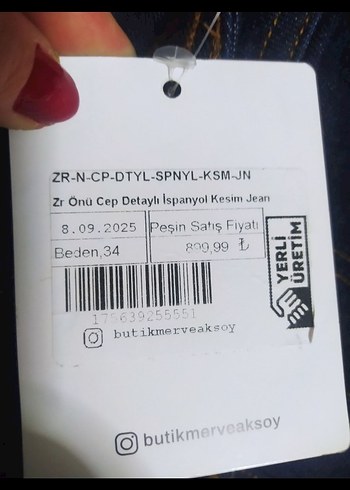 ZR-N-CP-DTYL-SPNYL-KSM-JN
Zr Önü Cep Detaylı İspanyol Kesim Jean
8.09.2025 Peşin Satış Fiyatı
Beden,34 899,99 ₺
YERLİ
ÜRETİM
butikmerveaksoy
butikmerveaksoy